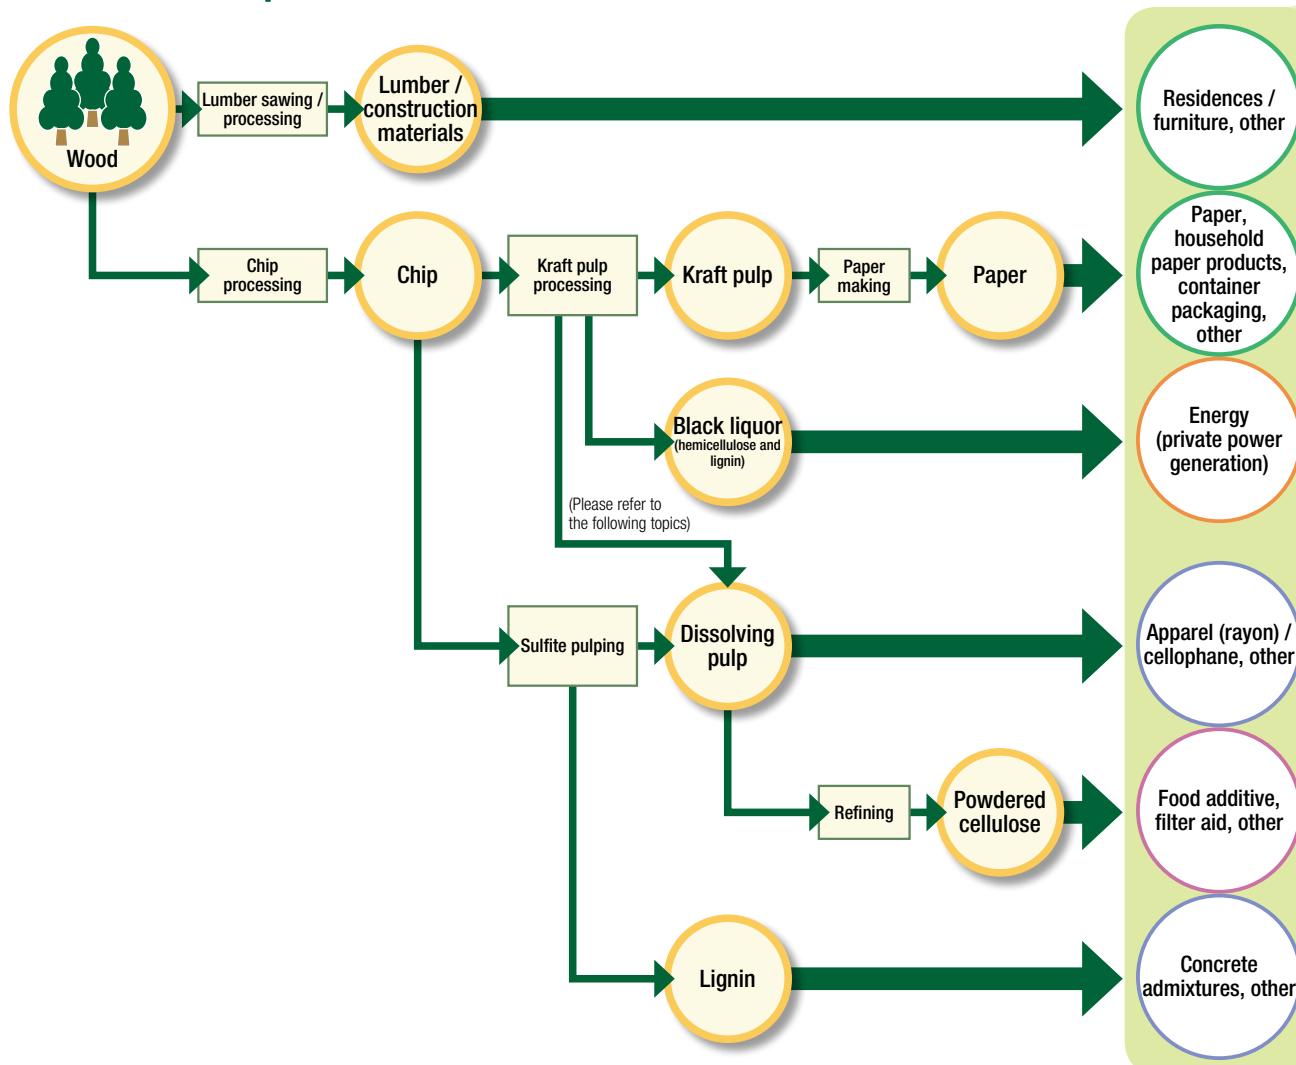 Wood
Lumber sawing /
processing
Lumber /
construction
materials
Residences /
furniture, other
Chip
processing
Chip
Kraft pulp
processing
Kraft pulp
Paper
making
Paper
Paper,
household
paper products,
container
packaging,
other
Black liquor
(hemicellulose and
lignin)
Energy
(private power
generation)
(Please refer to
the following topics)
Sulfite pulping
Dissolving
pulp
Apparel (rayon) /
cellophane, other
Refining
Powdered
cellulose
Food additive,
filter aid, other
Lignin
Concrete
admixtures, other